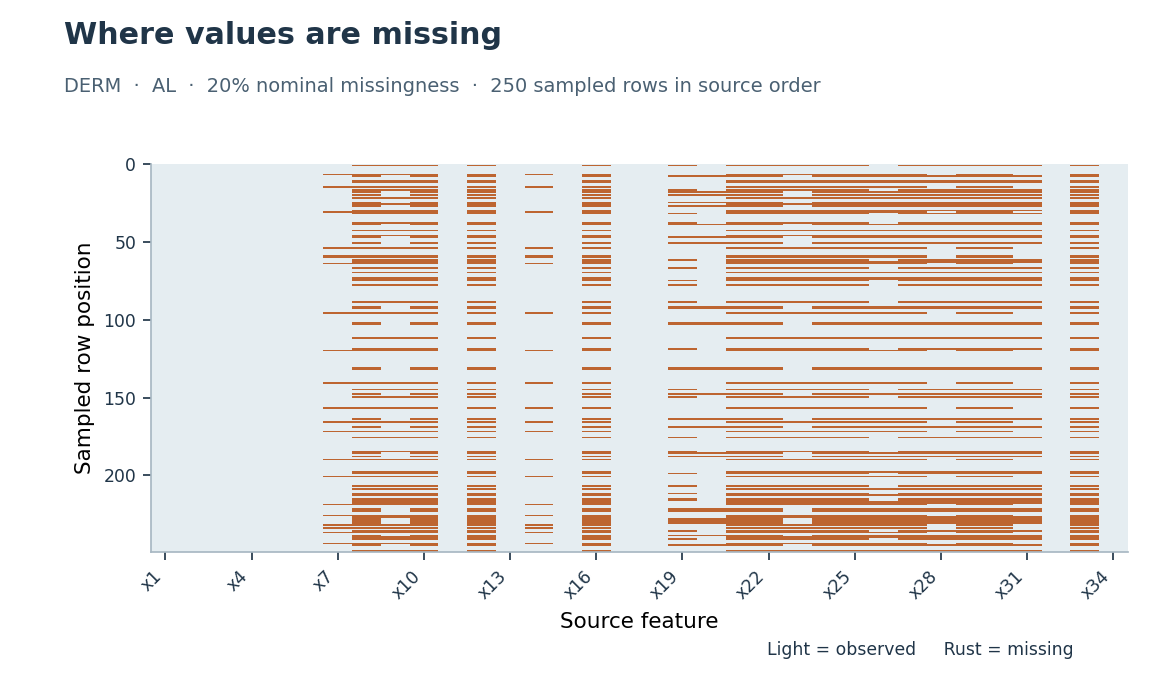 Where values are missing
DERM · AL · 20% nominal missingness · 250 sampled rows in source order
0
50
100
150
200
Sampled row position
x1 x4 x7 x10 x13 x16 x19 x22 x25 x28 x31 x34
Source feature
Light = observed Rust = missing